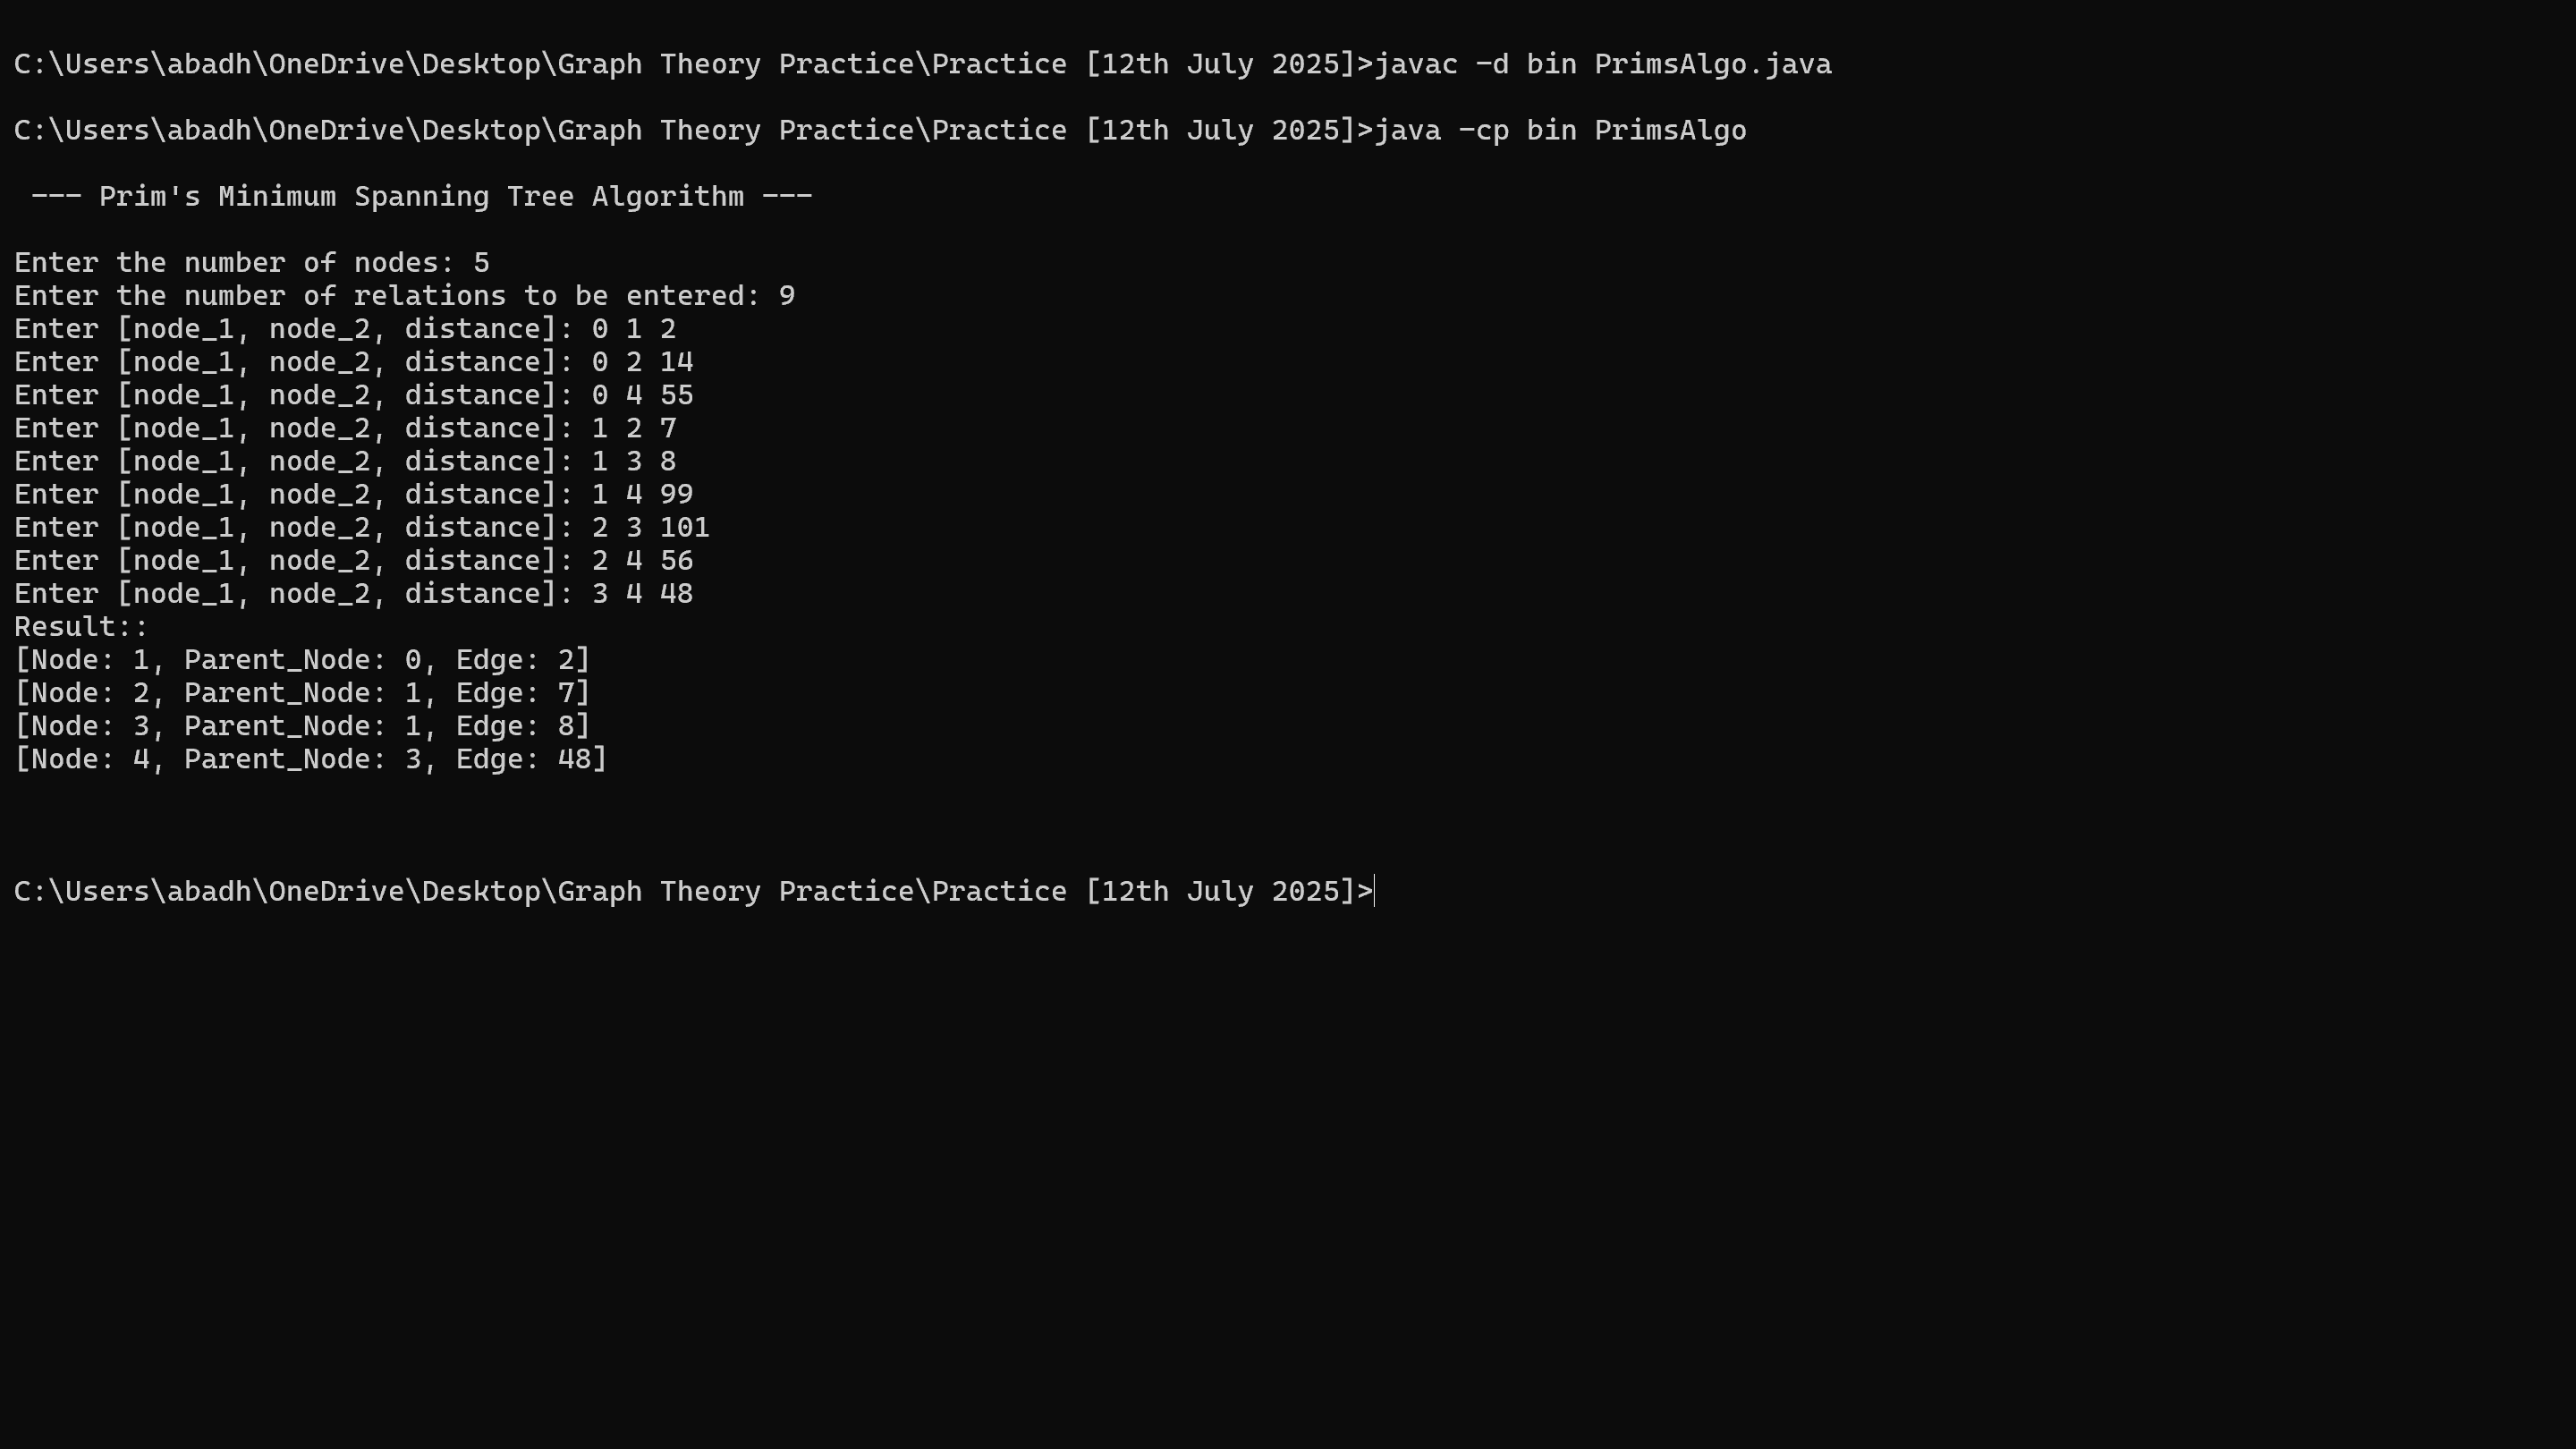 C:\Users\abadh\OneDrive\Desktop\Graph Theory Practice\Practice [12th July 2025]>javac -d bin PrimsAlgo.java
C:\Users\abadh\OneDrive\Desktop\Graph Theory Practice\Practice [12th July 2025]>java -cp bin PrimsAlgo
--- Prim's Minimum Spanning Tree Algorithm ---
Enter the number of nodes: 5
Enter the number of relations to be entered: 9
Enter [node_1, node_2, distance]: 0 1 2
Enter [node_1, node_2, distance]: 0 2 14
Enter [node_1, node_2, distance]: 0 4 55
Enter [node_1, node_2, distance]: 1 2 7
Enter [node_1, node_2, distance]: 1 3 8
Enter [node_1, node_2, distance]: 1 4 99
Enter [node_1, node_2, distance]: 2 3 101
Enter [node_1, node_2, distance]: 2 4 56
Enter [node_1, node_2, distance]: 3 4 48
Result::
[Node: 1, Parent_Node: 0, Edge: 2]
[Node: 2, Parent_Node: 1, Edge: 7]
[Node: 3, Parent_Node: 1, Edge: 8]
[Node: 4, Parent_Node: 3, Edge: 48]
C:\Users\abadh\OneDrive\Desktop\Graph Theory Practice\Practice [12th July 2025]>